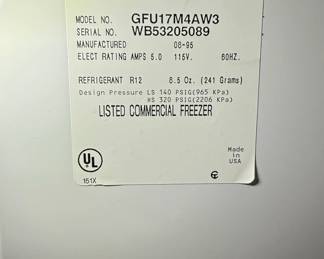 MODEL NO. GFU17M4AW3
SERIAL NO. WB53205089
MANUFACTURED 08-95
ELECT RATING AMPS 5.0 115V. 60HZ.
REFRIGERANT R12 8.5 Oz. (241 Grams)
Design Pressure LS 140 PSIG(965 KPa)
HS 320 PSIG(2206 KPa)
LISTED COMMERCIAL FREEZER
UL
151X
Made
in
USA